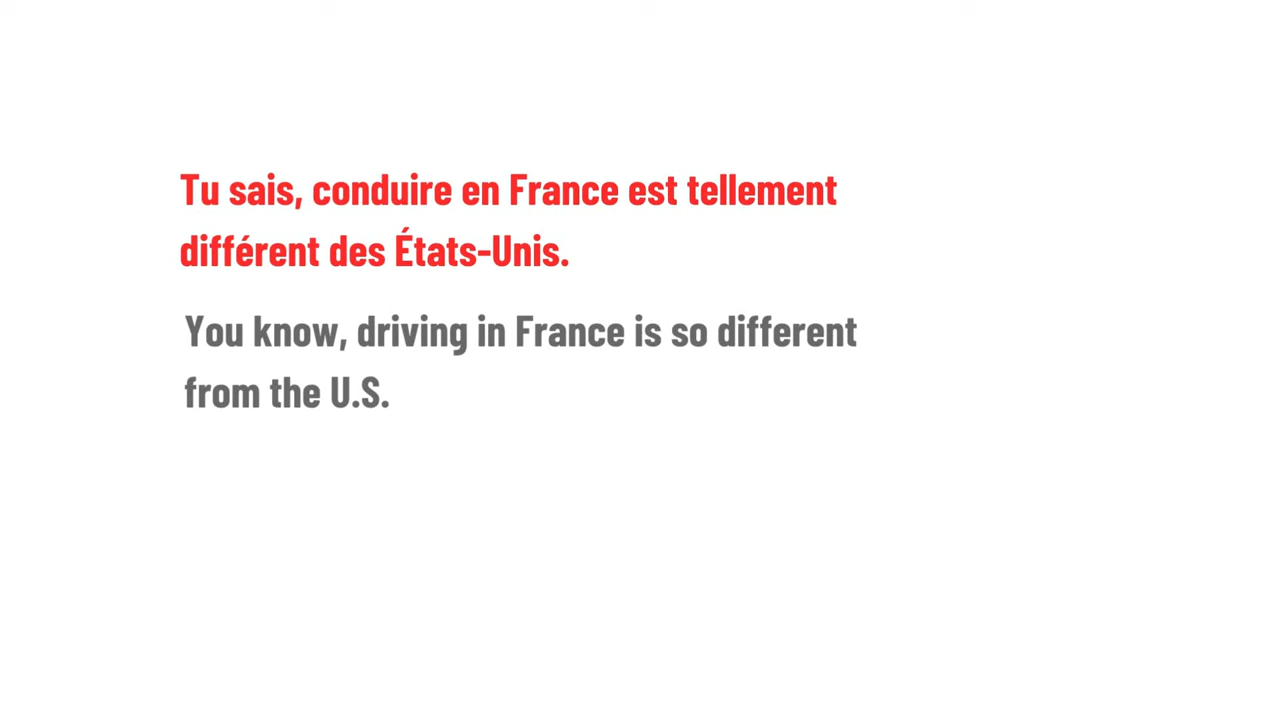 Tu sais, conduire en France est tellement
différent des États-Unis.
You know, driving in France is so different
from the U.S.